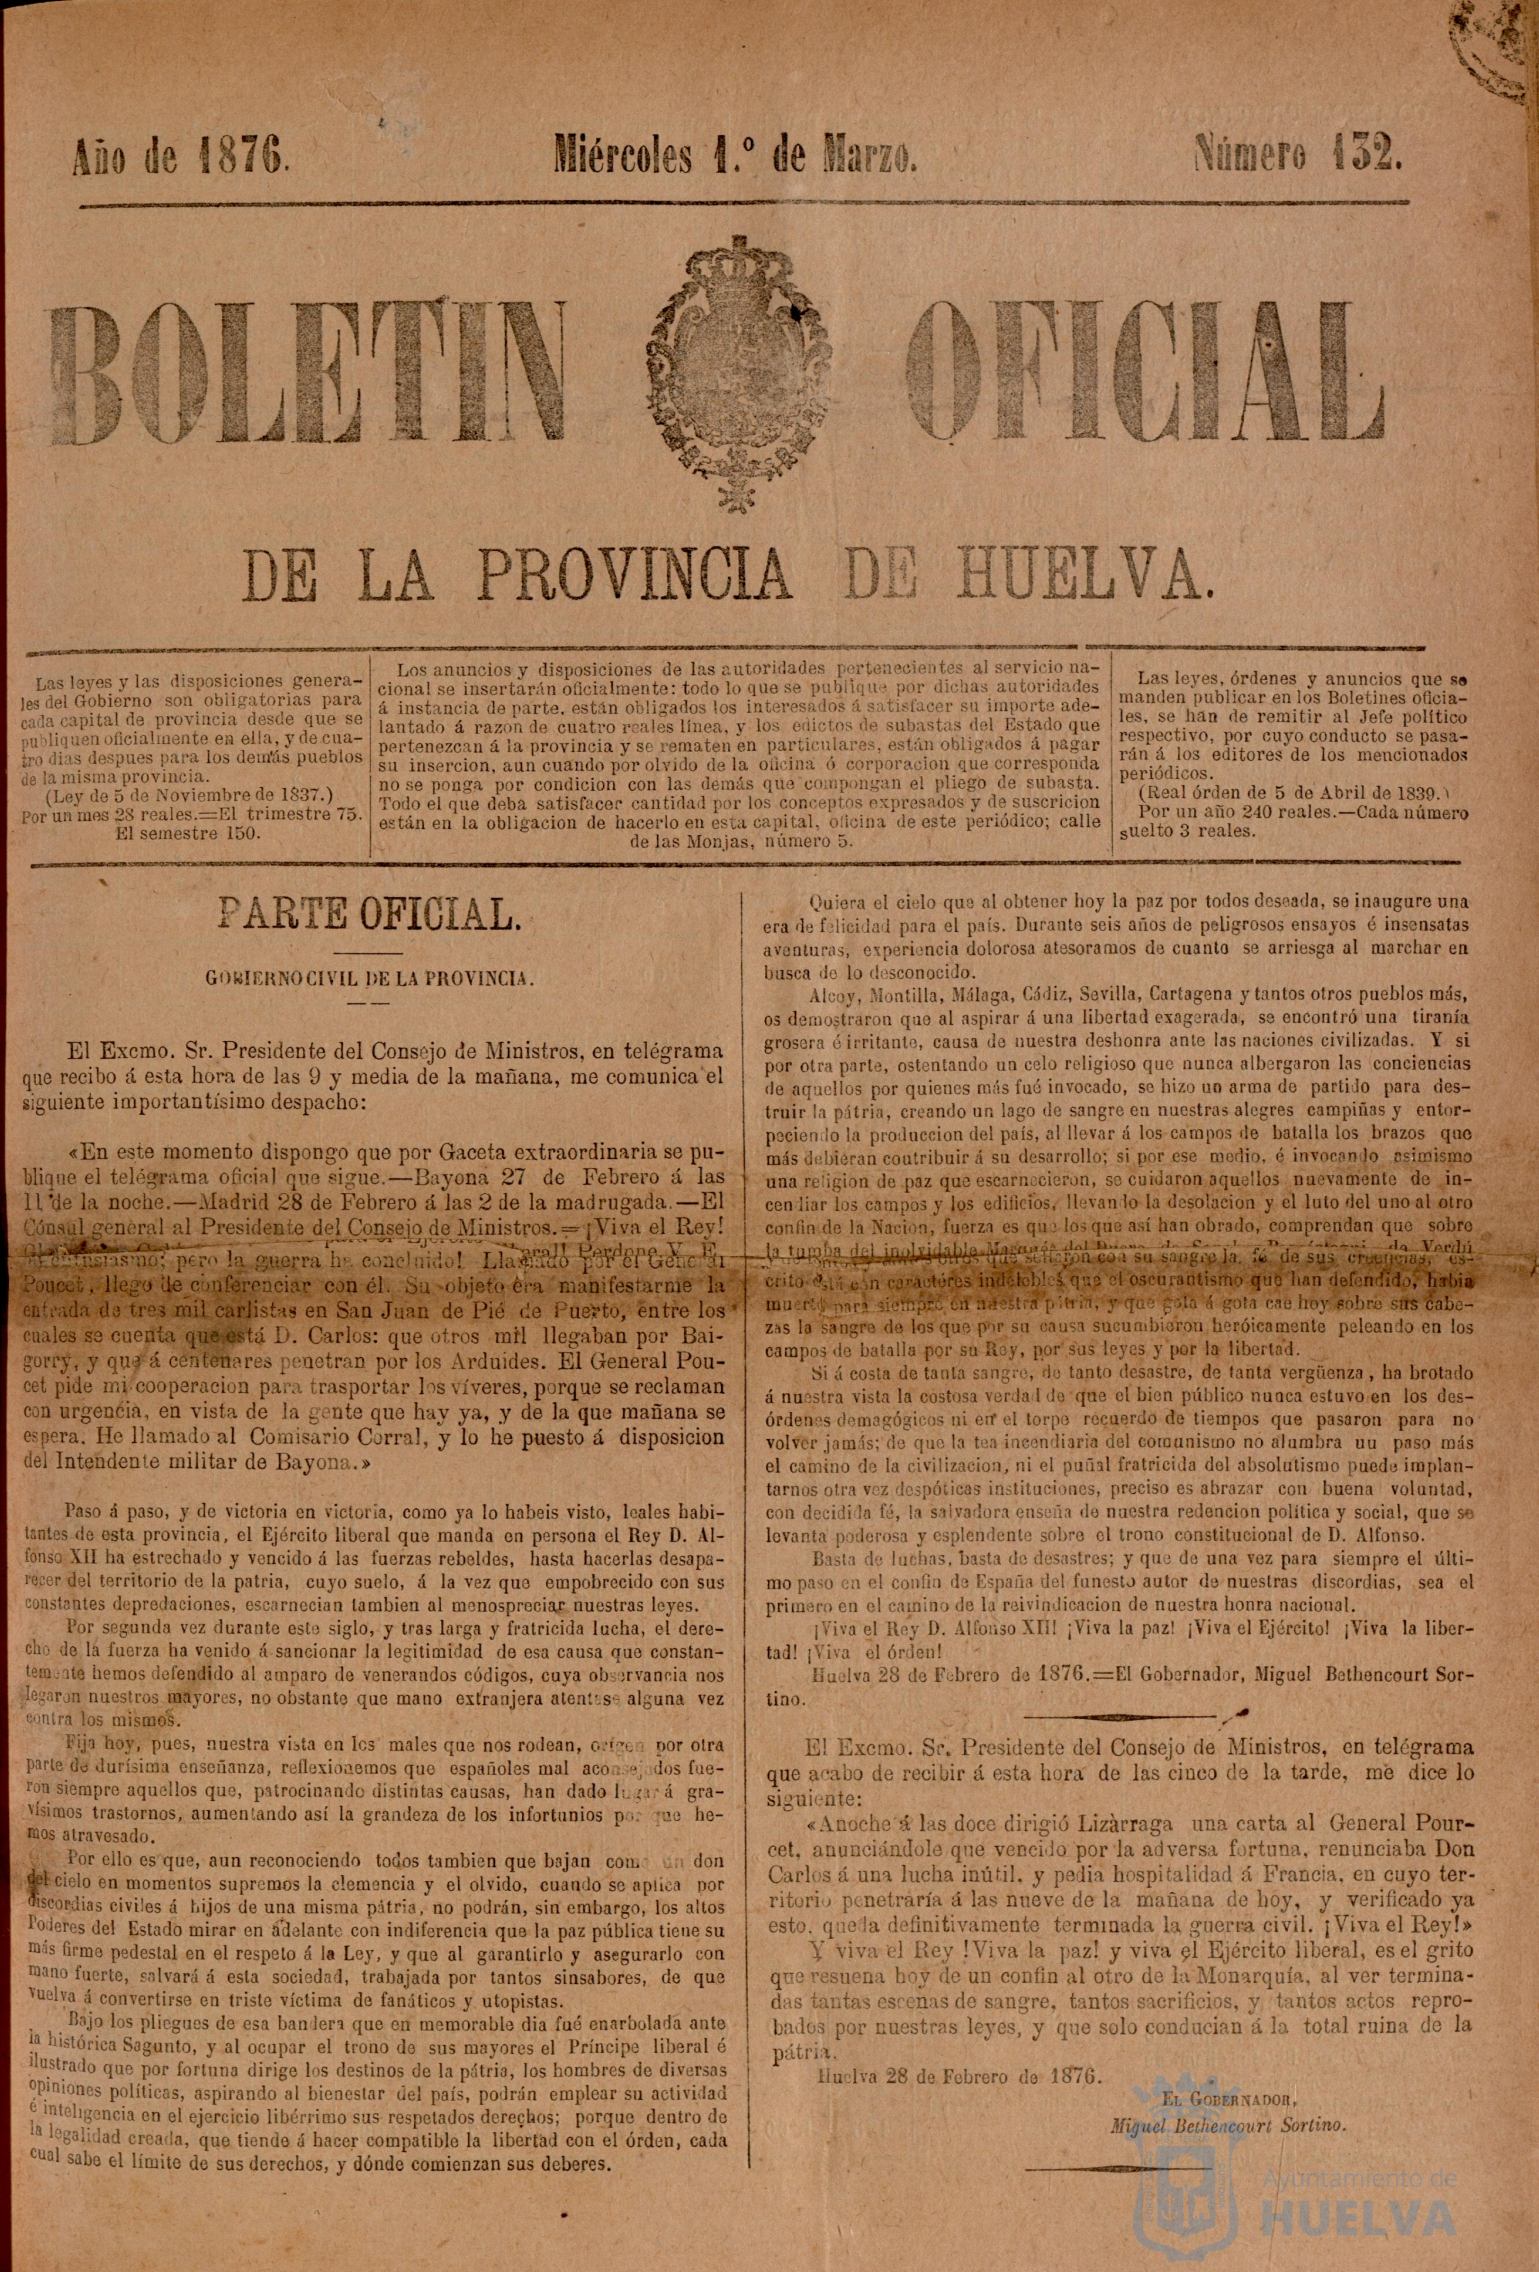 Año de 1876.
Miércoles 1.º de Marzo.
Número 132.
BOLETIN OFICIAL
DE LA PROVINCIA DE HUELVA.
Las leyes y las disposiciones genera-
les del Gobierno son obligatorias para
cada capital de provincia desde que se
publiquen oficialmente en ella, y de cua-
tro dias despues para los demás pueblos
de la misma provincia.
(Ley de 5 de Noviembre de 1837.)
Por un mes 28 reales.=El trimestre 75.
El semestre 150.
Los anuncios y disposiciones de las autoridades pertenecientes al servicio na-
cional se insertarán oficialmente: todo lo que se publique por dichas autoridades
á instancia de parte, están obligados los interesados á satisfacer su importe ade-
lantado á razon de cuatro reales línea, y los edictos de subastas del Estado que
pertenezcan á la provincia y se rematen en particulares, están obligados á pagar
su insercion, aun cuando por olvido de la oficina ó corporacion que corresponda
no se ponga por condicion con las demás que compongan el pliego de subasta.
Todo el que deba satisfacer cantidad por los conceptos expresados y de suscricion
están en la obligacion de hacerlo en esta capital, oficina de este periódico; calle
de las Monjas, número 5.
Las leyes, órdenes y anuncios que se
manden publicar en los Boletines oficia-
les, se han de remitir al Jefe político
respectivo, por cuyo conducto se pasa-
rán á los editores de los mencionados
periódicos.
(Real órden de 5 de Abril de 1839.)
Por un año 240 reales.—Cada número
suelto 3 reales.
PARTE OFICIAL.
GOBIERNO CIVIL DE LA PROVINCIA.
El Excmo. Sr. Presidente del Consejo de Ministros, en telégrama
que recibo á esta hora de las 9 y media de la mañana, me comunica el
siguiente importantísimo despacho:
«En este momento dispongo que por Gaceta extraordinaria se pu-
blique el telégrama oficial que sigue.—Bayona 27 de Febrero á las
11 de la noche.—Madrid 28 de Febrero á las 2 de la madrugada.—El
Cónsul general al Presidente del Consejo de Ministros.=¡Viva el Rey!
Perdone V. E.
entusiasmo; pero la guerra ha concluido! Llamado por el General
Poucet, llego de conferenciar con él. Su objeto era manifestarme la
entrada de tres mil carlistas en San Juan de Pié de Puerto, entre los
cuales se cuenta que está D. Carlos: que otros mil llegaban por Bai-
gorry, y que á centenares penetran por los Arduides. El General Pou-
cet pide mi cooperacion para trasportar los víveres, porque se reclaman
con urgencia, en vista de la gente que hay ya, y de la que mañana se
espera. He llamado al Comisario Corral, y lo he puesto á disposicion
del Intendente militar de Bayona.»
Paso á paso, y de victoria en victoria, como ya lo habeis visto, leales habi-
tantes de esta provincia, el Ejército liberal que manda en persona el Rey D. Al-
fonso XII ha estrechado y vencido á las fuerzas rebeldes, hasta hacerlas desapa-
recer del territorio de la patria, cuyo suelo, á la vez que empobrecido con sus
constantes depredaciones, escarnecian tambien al menospreciar nuestras leyes.
Por segunda vez durante este siglo, y tras larga y fratricida lucha, el dere-
cho de la fuerza ha venido á sancionar la legitimidad de esa causa que constan-
temente hemos defendido al amparo de venerandos códigos, cuya observancia nos
legaron nuestros mayores, no obstante que mano extranjera atentase alguna vez
contra los mismos.
Fija hoy, pues, nuestra vista en los males que nos rodean, origen por otra
parte de durísima enseñanza, reflexionemos que españoles mal aconsejados fue-
ron siempre aquellos que, patrocinando distintas causas, han dado lugar á gra-
vísimos trastornos, aumentando así la grandeza de los infortunios por que he-
mos atravesado.
Por ello es que, aun reconociendo todos tambien que bajan como un don
del cielo en momentos supremos la clemencia y el olvido, cuando se aplica por
discordias civiles á hijos de una misma pátria, no podrán, sin embargo, los altos
Poderes del Estado mirar en adelante con indiferencia que la paz pública tiene su
más firme pedestal en el respeto á la Ley, y que al garantirlo y asegurarlo con
mano fuerte, salvará á esta sociedad, trabajada por tantos sinsabores, de que
vuelva á convertirse en triste víctima de fanáticos y utopistas.
Bajo los pliegues de esa bandera que en memorable dia fué enarbolada ante
la histórica Sagunto, y al ocupar el trono de sus mayores el Príncipe liberal é
ilustrado que por fortuna dirige los destinos de la pátria, los hombres de diversas
opiniones políticas, aspirando al bienestar del país, podrán emplear su actividad
é inteligencia en el ejercicio libérrimo sus respetados derechos; porque dentro de
la legalidad creada, que tiende á hacer compatible la libertad con el órden, cada
cual sabe el límite de sus derechos, y dónde comienzan sus deberes.
Quiera el cielo que al obtener hoy la paz por todos deseada, se inaugure una
era de felicidad para el país. Durante seis años de peligrosos ensayos é insensatas
aventuras, experiencia dolorosa atesoramos de cuanto se arriesga al marchar en
busca de lo desconocido.
Alcoy, Montilla, Málaga, Cádiz, Sevilla, Cartagena y tantos otros pueblos más,
os demostraron que al aspirar á una libertad exagerada, se encontró una tiranía
grosera é irritante, causa de nuestra deshonra ante las naciones civilizadas. Y si
por otra parte, ostentando un celo religioso que nunca albergaron las conciencias
de aquellos por quienes más fué invocado, se hizo un arma de partido para des-
truir la pátria, creando un lago de sangre en nuestras alegres campiñas y entor-
peciendo la produccion del país, al llevar á los campos de batalla los brazos que
más debieran contribuir á su desarrollo; si por ese medio, é invocando asimismo
una religion de paz que escarnecieron, se cuidaron aquellos nuevamente de in-
cendiar los campos y los edificios, llevando la desolacion y el luto del uno al otro
confin de la Nacion, fuerza es que los que así han obrado, comprendan que sobre
la tumba del inolvidable Marqués del Duero, de
otros que sellaron con su sangre la fé de sus creencias, es-
crito está con caractéres indelebles que el oscurantismo que han defendido, habia
muerto para siempre en nuestra pátria, y que gota á gota cae hoy sobre sus cabe-
zas la sangre de los que por su causa sucumbieron heróicamente peleando en los
campos de batalla por su Rey, por sus leyes y por la libertad.
Si á costa de tanta sangre, de tanto desastre, de tanta vergüenza, ha brotado
á nuestra vista la costosa verdad de que el bien público nunca estuvo en los des-
órdenes demagógicos ni en el torpe recuerdo de tiempos que pasaron para no
volver jamás; de que la tea incendiaria del comunismo no alumbra uu paso más
el camino de la civilizacion, ni el puñal fratricida del absolutismo puede implan-
tarnos otra vez despóticas instituciones, preciso es abrazar con buena voluntad,
con decidida fé, la salvadora enseña de nuestra redencion política y social, que se
levanta poderosa y esplendente sobre el trono constitucional de D. Alfonso.
Basta de luchas, basta de desastres; y que de una vez para siempre el últi-
mo paso en el confin de España del funesto autor de nuestras discordias, sea el
primero en el camino de la reivindicacion de nuestra honra nacional.
¡Viva el Rey D. Alfonso XII! ¡Viva la paz! ¡Viva el Ejército! ¡Viva la liber-
tad! ¡Viva el órden!
Huelva 28 de Febrero de 1876.=El Gobernador, Miguel Bethencourt Sor-
tino.
El Excmo. Sr. Presidente del Consejo de Ministros, en telégrama
que acabo de recibir á esta hora de las cinco de la tarde, me dice lo
siguiente:
«Anoche á las doce dirigió Lizàrraga una carta al General Pour-
cet, anunciándole que vencido por la adversa fortuna, renunciaba Don
Carlos á una lucha inútil, y pedia hospitalidad á Francia, en cuyo ter-
ritorio penetraría á las nueve de la mañana de hoy, y verificado ya
esto, queda definitivamente terminada la guerra civil. ¡Viva el Rey!»
Y viva el Rey !Viva la paz! y viva el Ejército liberal, es el grito
que resuena hoy de un confin al otro de la Monarquía, al ver termina-
das tantas escenas de sangre, tantos sacrificios, y tantos actos repro-
bados por nuestras leyes, y que solo conducian á la total ruina de la
pátria.
Huelva 28 de Febrero de 1876.
EL GOBERNADOR,
Miguel Bethencourt Sortino.
Ayuntamiento de
HUELVA